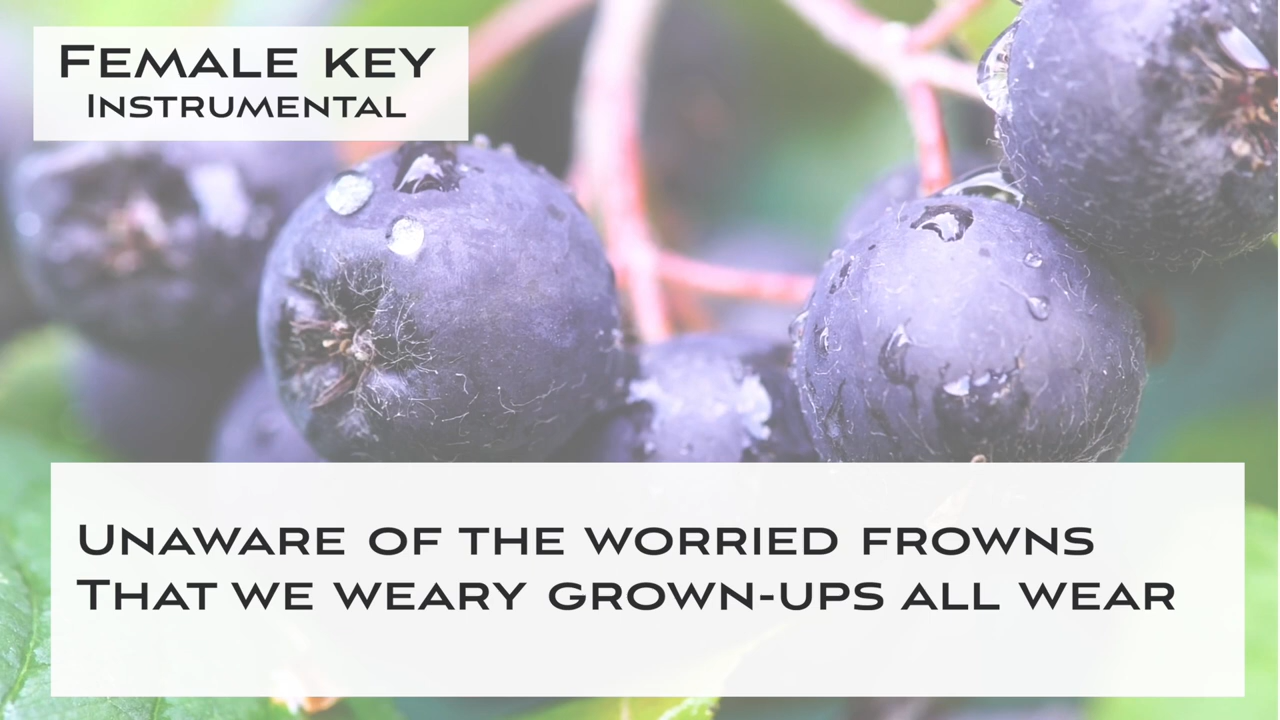 Female key
Instrumental
Unaware of the worried frowns
That we weary grown-ups all wear